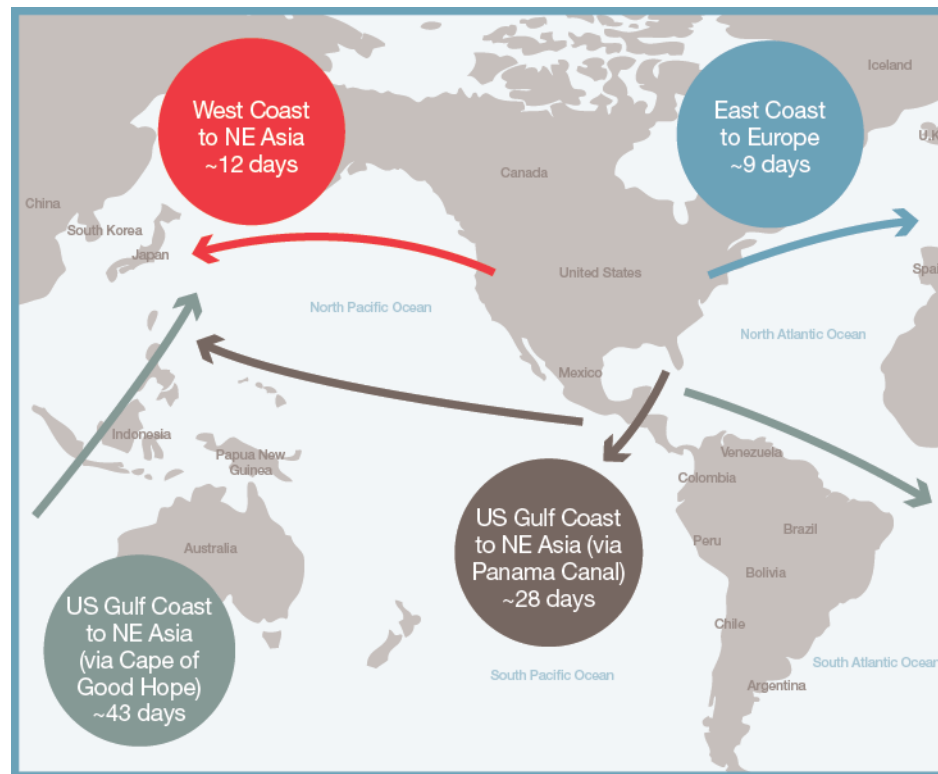 West Coast
to NE Asia
~12 days
East Coast
to Europe
~9 days
Iceland
U.K
Canada
China
South Korea
Japan
United States
Spai
North Pacific Ocean
North Atlantic Ocean
Mexico
Indonesia
Papua New
Guinea
Venezuela
Colombia
US Gulf Coast
to NE Asia (via
Panama Canal)
~28 days
Brazil
Peru
Australia
Bolivia
US Gulf Coast
to NE Asia
(via Cape of
Good Hope)
~43 days
Chile
South Pacific Ocean
South Atlantic Ocean
Argentina